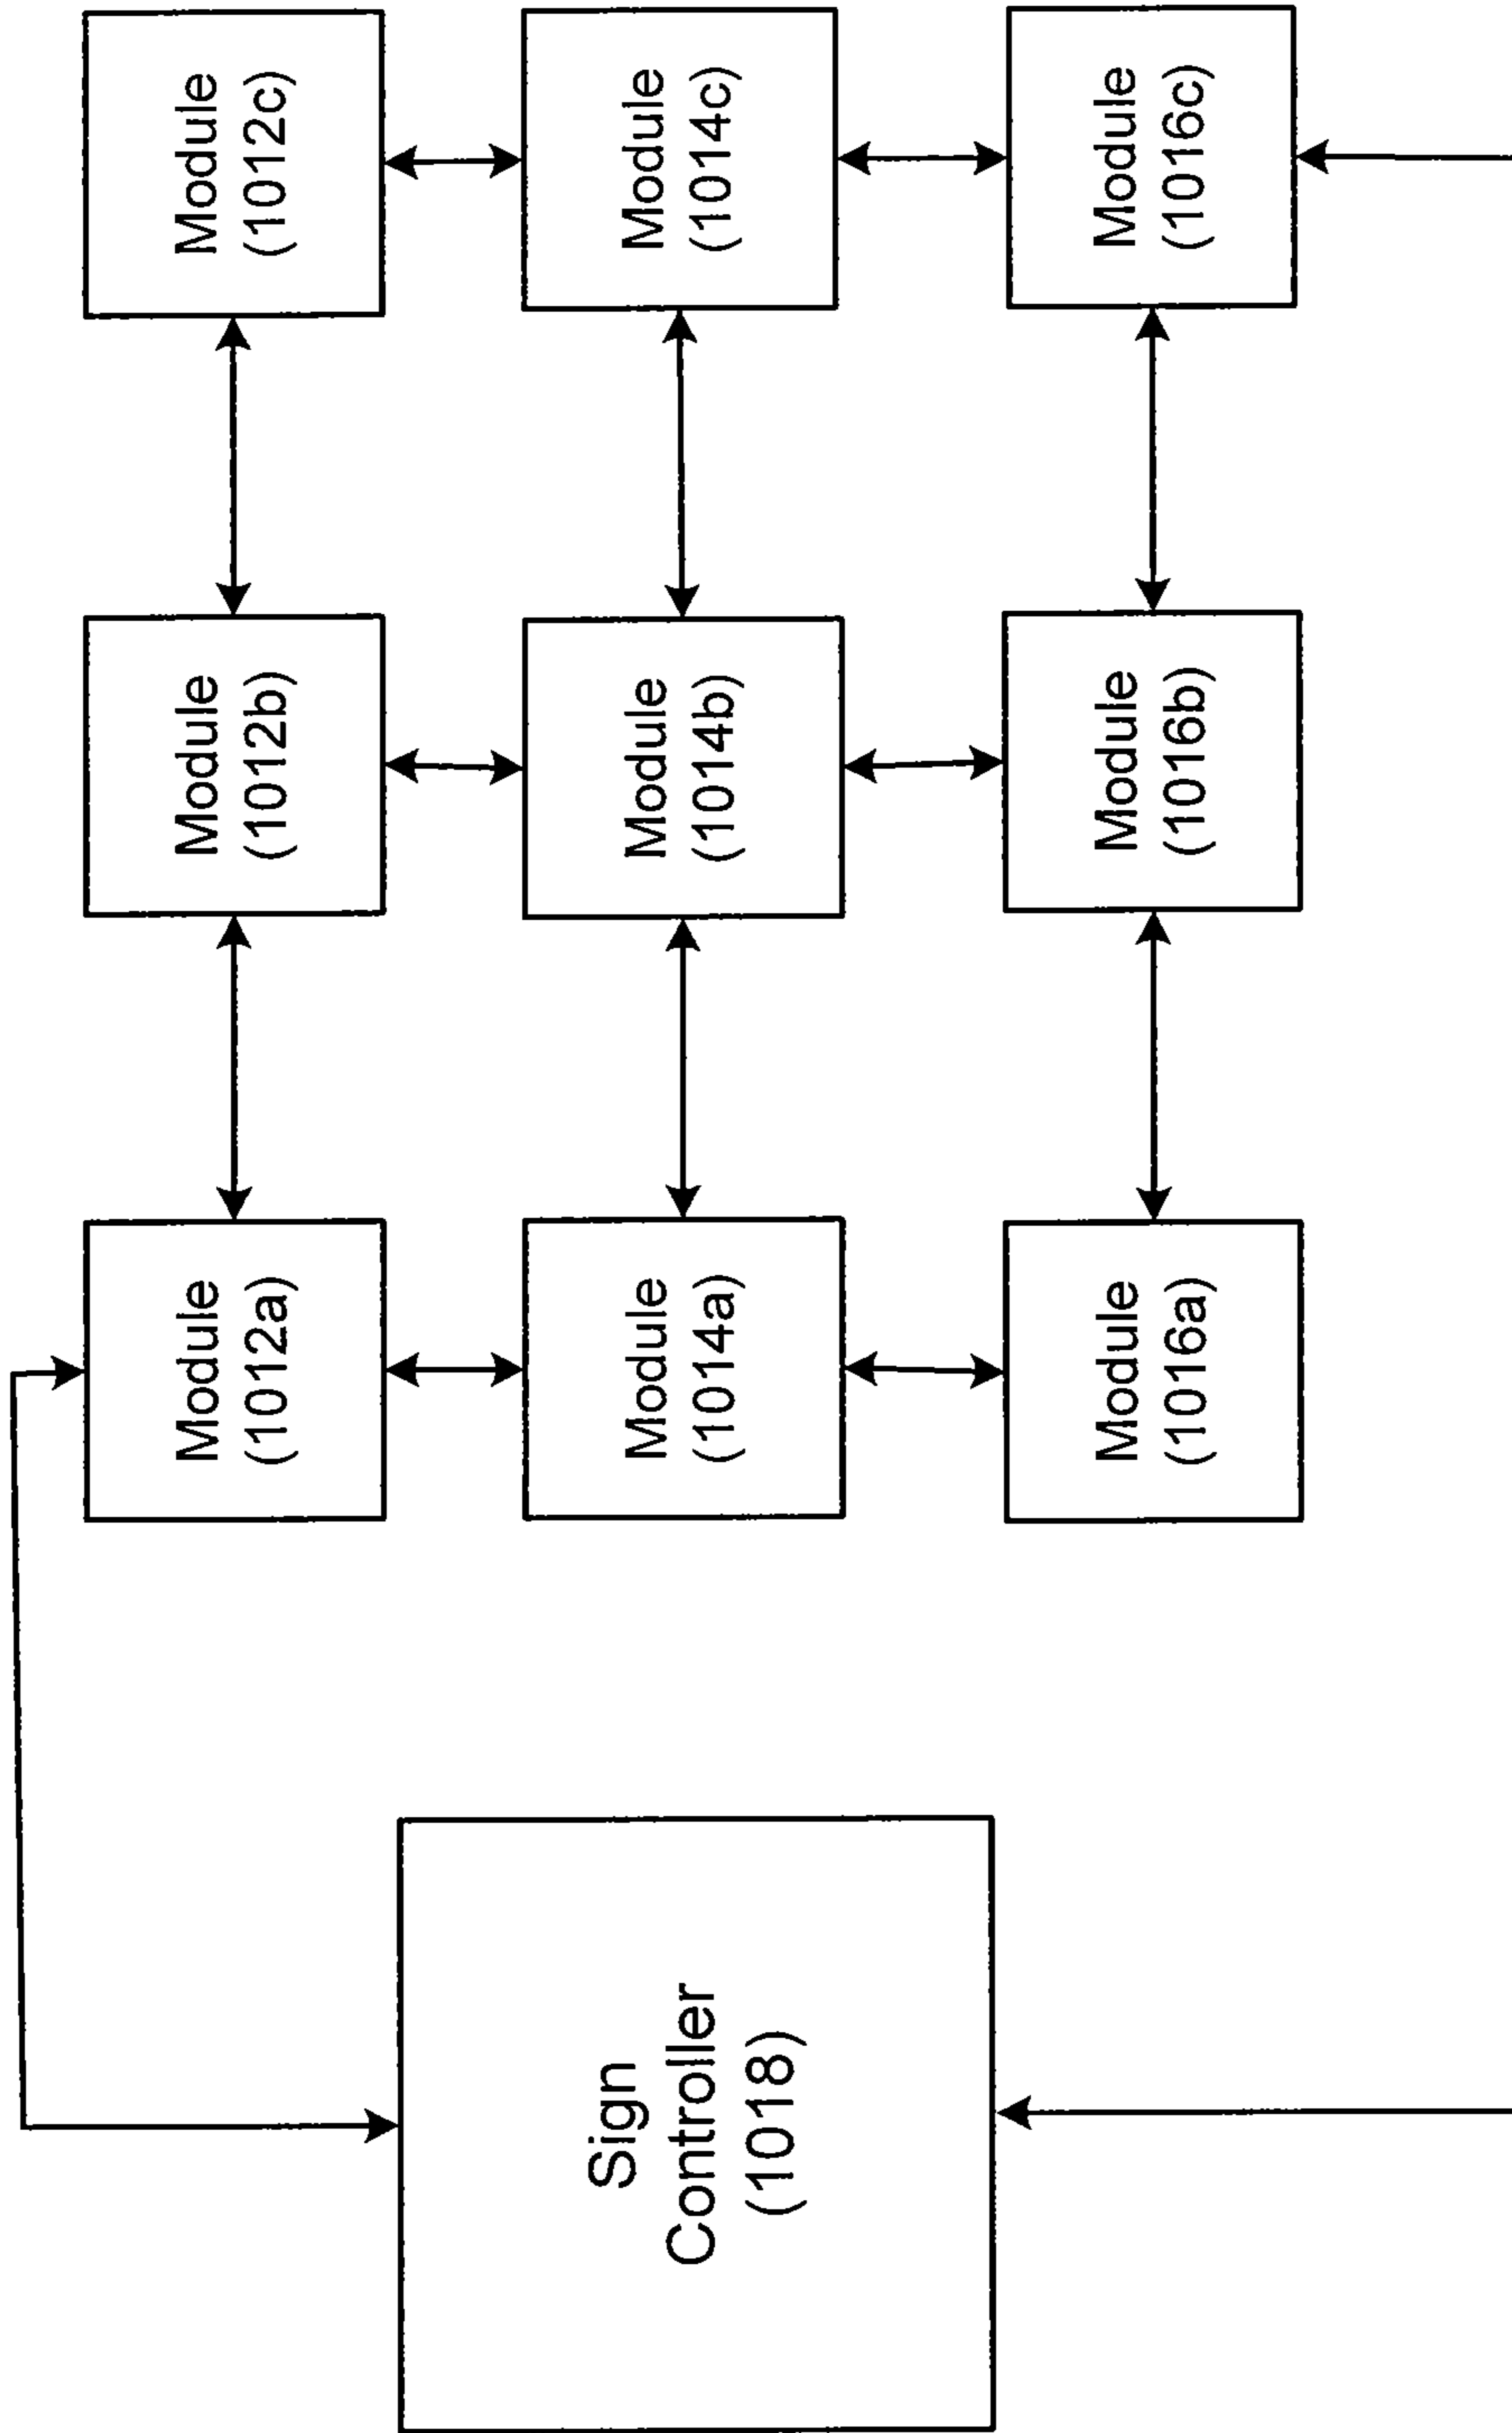 Module
(1012a)
Module
(1012b)
Module
(1012c)
Module
(1014a)
Module
(1014b)
Module
(1014c)
Module
(1016a)
Module
(1016b)
Module
(1016c)
Sign
Controller
(1018)